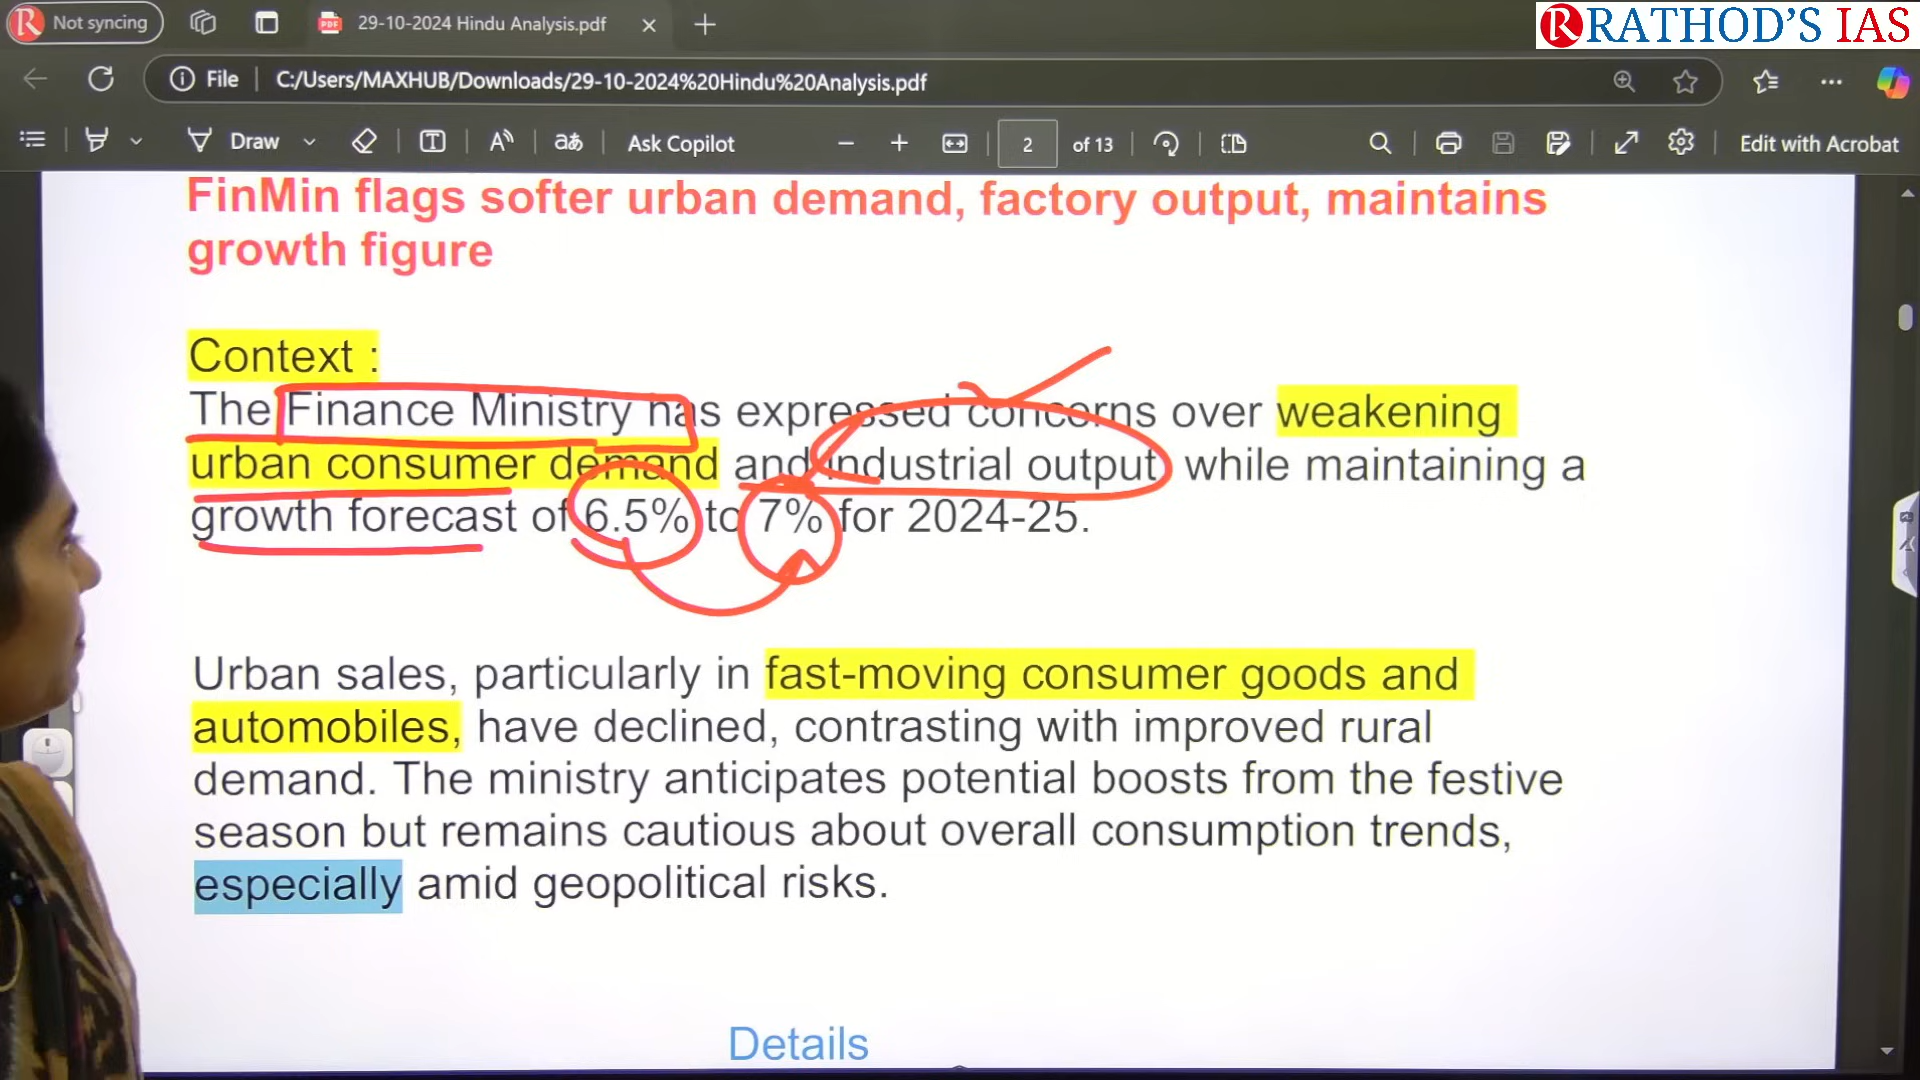 Not syncing
29-10-2024 Hindu Analysis.pdf
RATHOD'S IAS
File
C:/Users/MAXHUB/Downloads/29-10-2024%20Hindu%20Analysis.pdf
Draw
Ask Copilot
2 of 13
Edit with Acrobat
FinMin flags softer urban demand, factory output, maintains
growth figure
Context :
The Finance Ministry has expressed concerns over weakening
urban consumer demand and industrial output while maintaining a
growth forecast of 6.5% to 7% for 2024-25.
Urban sales, particularly in fast-moving consumer goods and
automobiles, have declined, contrasting with improved rural
demand. The ministry anticipates potential boosts from the festive
season but remains cautious about overall consumption trends,
especially amid geopolitical risks.
Details